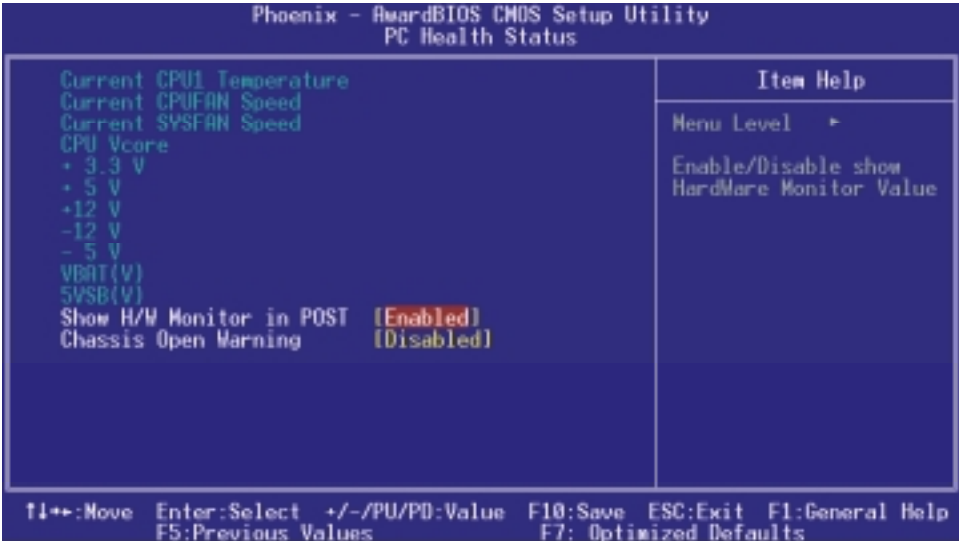 Phoenix - AwardBIOS CMOS Setup Utility
PC Health Status
Current CPU1 Temperature
Current CPUFAN Speed
Current SYSFAN Speed
CPU Vcore
+ 3.3 V
+ 5 V
+12 V
-12 V
- 5 V
VBAT(V)
5VSB(V)
Show H/W Monitor in POST [Enabled]
Chassis Open Warning [Disabled]
Item Help
Menu Level ►
Enable/Disable show
HardWare Monitor Value
↑↓→←:Move Enter:Select +/-/PU/PD:Value F10:Save ESC:Exit F1:General Help
F5:Previous Values F7: Optimized Defaults